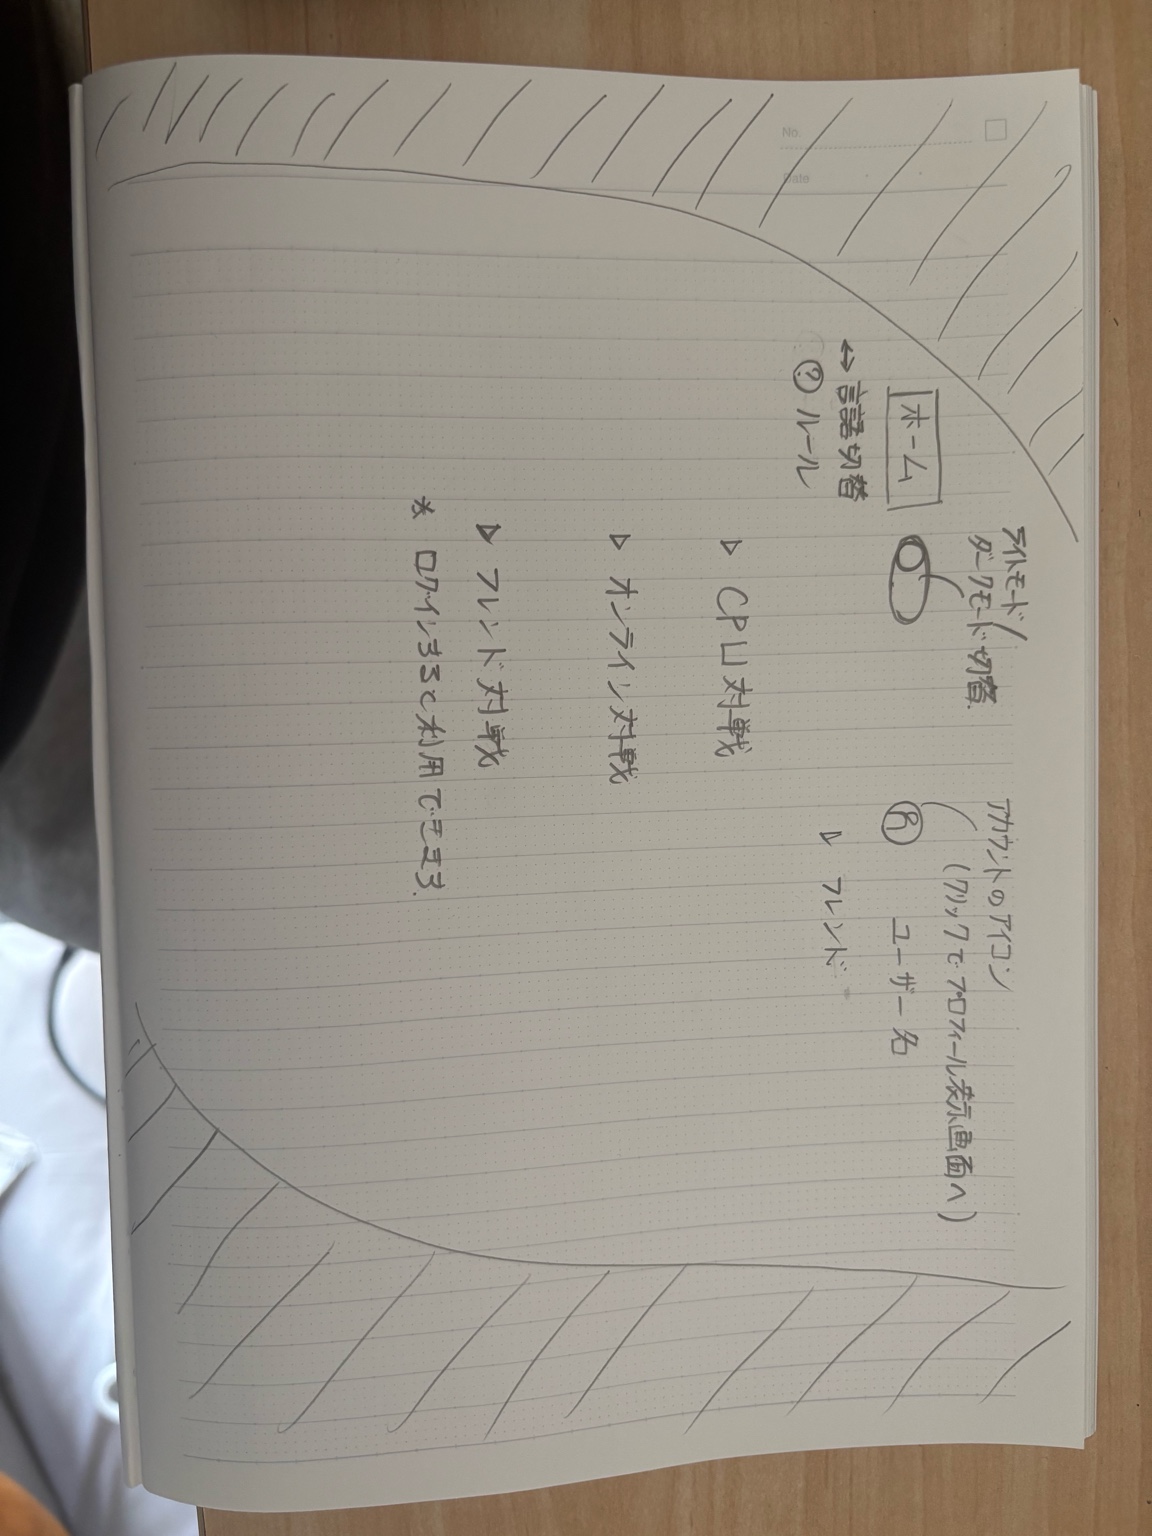 No.
Date
ライトモード/
ダークモード切替
アカウントのアイコン
(クリックでプロフィール表示画面へ)
ホーム
ユーザー名
↔ 言語切替
? ルール
▷ フレンド
▷ CPU対戦
▷ オンライン対戦
▷ フレンド対戦
* ログインすると利用できます.